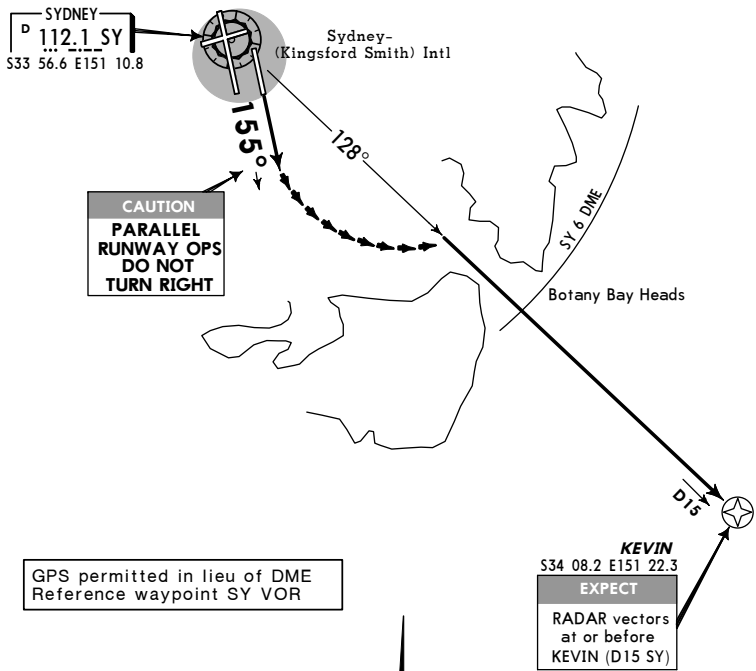 SYDNEY
D 112.1 SY
S33 56.6 E151 10.8
Sydney-
(Kingsford Smith) Intl
155°
128°
CAUTION
PARALLEL
RUNWAY OPS
DO NOT
TURN RIGHT
SY 6 DME
Botany Bay Heads
D15
KEVIN
S34 08.2 E151 22.3
EXPECT
RADAR vectors
at or before
KEVIN (D15 SY)
GPS permitted in lieu of DME
Reference waypoint SY VOR